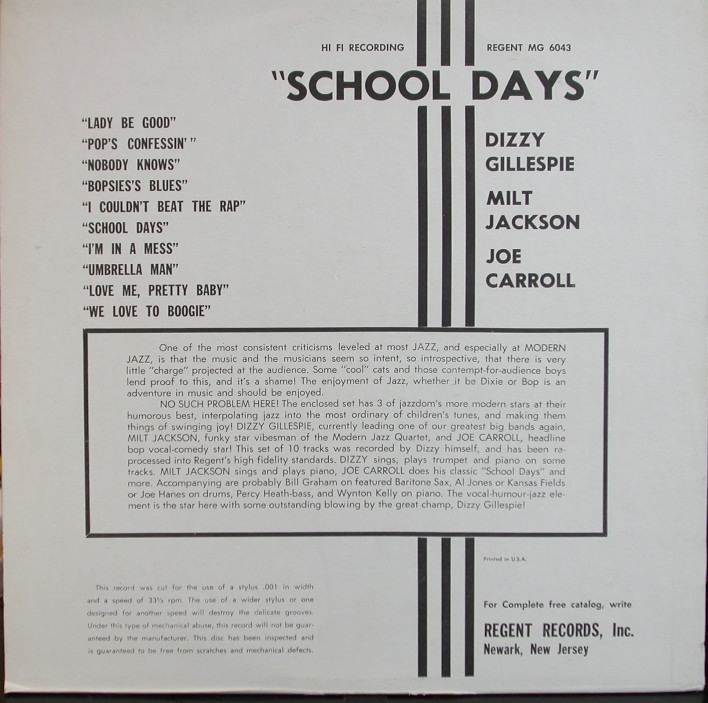 HI FI RECORDING
REGENT MG 6043
"SCHOOL DAYS"
"LADY BE GOOD"
"POP'S CONFESSIN'"
"NOBODY KNOWS"
"BOPSIES'S BLUES"
"I COULDN'T BEAT THE RAP"
"SCHOOL DAYS"
"I'M IN A MESS"
"UMBRELLA MAN"
"LOVE ME, PRETTY BABY"
"WE LOVE TO BOOGIE"
DIZZY
GILLESPIE
MILT
JACKSON
JOE
CARROLL
One of the most consistent criticisms leveled at most JAZZ, and especially at MODERN
JAZZ, is that the music and the musicians seem so intent, so introspective, that there is very
little "charge" projected at the audience. Some "cool" cats and those contempt-for-audience boys
lend proof to this, and it's a shame! The enjoyment of Jazz, whether it be Dixie or Bop is an
adventure in music and should be enjoyed.
NO SUCH PROBLEM HERE! The enclosed set has 3 of jazzdom's more modern stars at their
humorous best, interpolating jazz into the most ordinary of children's tunes, and making them
things of swinging joy! DIZZY GILLESPIE, currently leading one of our greatest big bands again,
MILT JACKSON, funky star vibesman of the Modern Jazz Quartet, and JOE CARROLL, headline
bop vocal-comedy star! This set of 10 tracks was recorded by Dizzy himself, and has been re-
processed into Regent's high fidelity standards. DIZZY sings, plays trumpet and piano on some
tracks. MILT JACKSON sings and plays piano, JOE CARROLL does his classic "School Days" and
more. Accompanying are probably Bill Graham on featured Baritone Sax, Al Jones or Kansas Fields
or Joe Hanes on drums, Percy Heath-bass, and Wynton Kelly on piano. The vocal-humour-jazz ele-
ment is the star here with some outstanding blowing by the great champ, Dizzy Gillespie!
Printed in U.S.A.
This record was cut for the use of a stylus .001 in width
and a speed of 33⅓ rpm. The use of a wider stylus or one
designed for another speed will destroy the delicate grooves.
Under this type of mechanical abuse, this record will not be guar-
anteed by the manufacturer. This disc has been inspected and
is guaranteed to be free from scratches and mechanical defects.
For Complete free catalog, write
REGENT RECORDS, Inc.
Newark, New Jersey